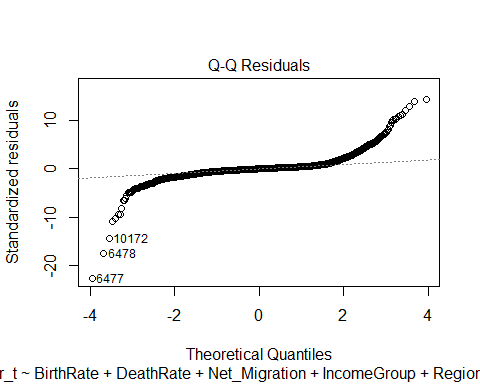 Q-Q Residuals
Standardized residuals
10
0
-10
-20
10172
6478
6477
-4 -2 0 2 4
Theoretical Quantiles
r_t ~ BirthRate + DeathRate + Net_Migration + IncomeGroup + Region